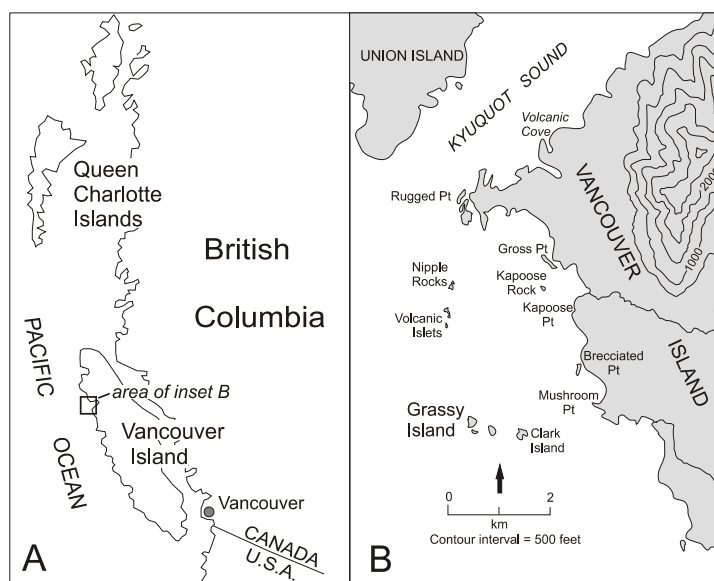 Queen
Charlotte
Islands
British
Columbia
PACIFIC
OCEAN
area of inset B
Vancouver
Island
Vancouver
CANADA
U.S.A.
A
UNION ISLAND
KYUQUOT SOUND
Volcanic
Cove
VANCOUVER
ISLAND
2000
1000
Rugged Pt
Gross Pt
Nipple
Rocks
Kapoose
Rock
Kapoose
Pt
Volcanic
Islets
Brecciated
Pt
Mushroom
Pt
Grassy
Island
Clark
Island
0
2
km
Contour interval = 500 feet
B